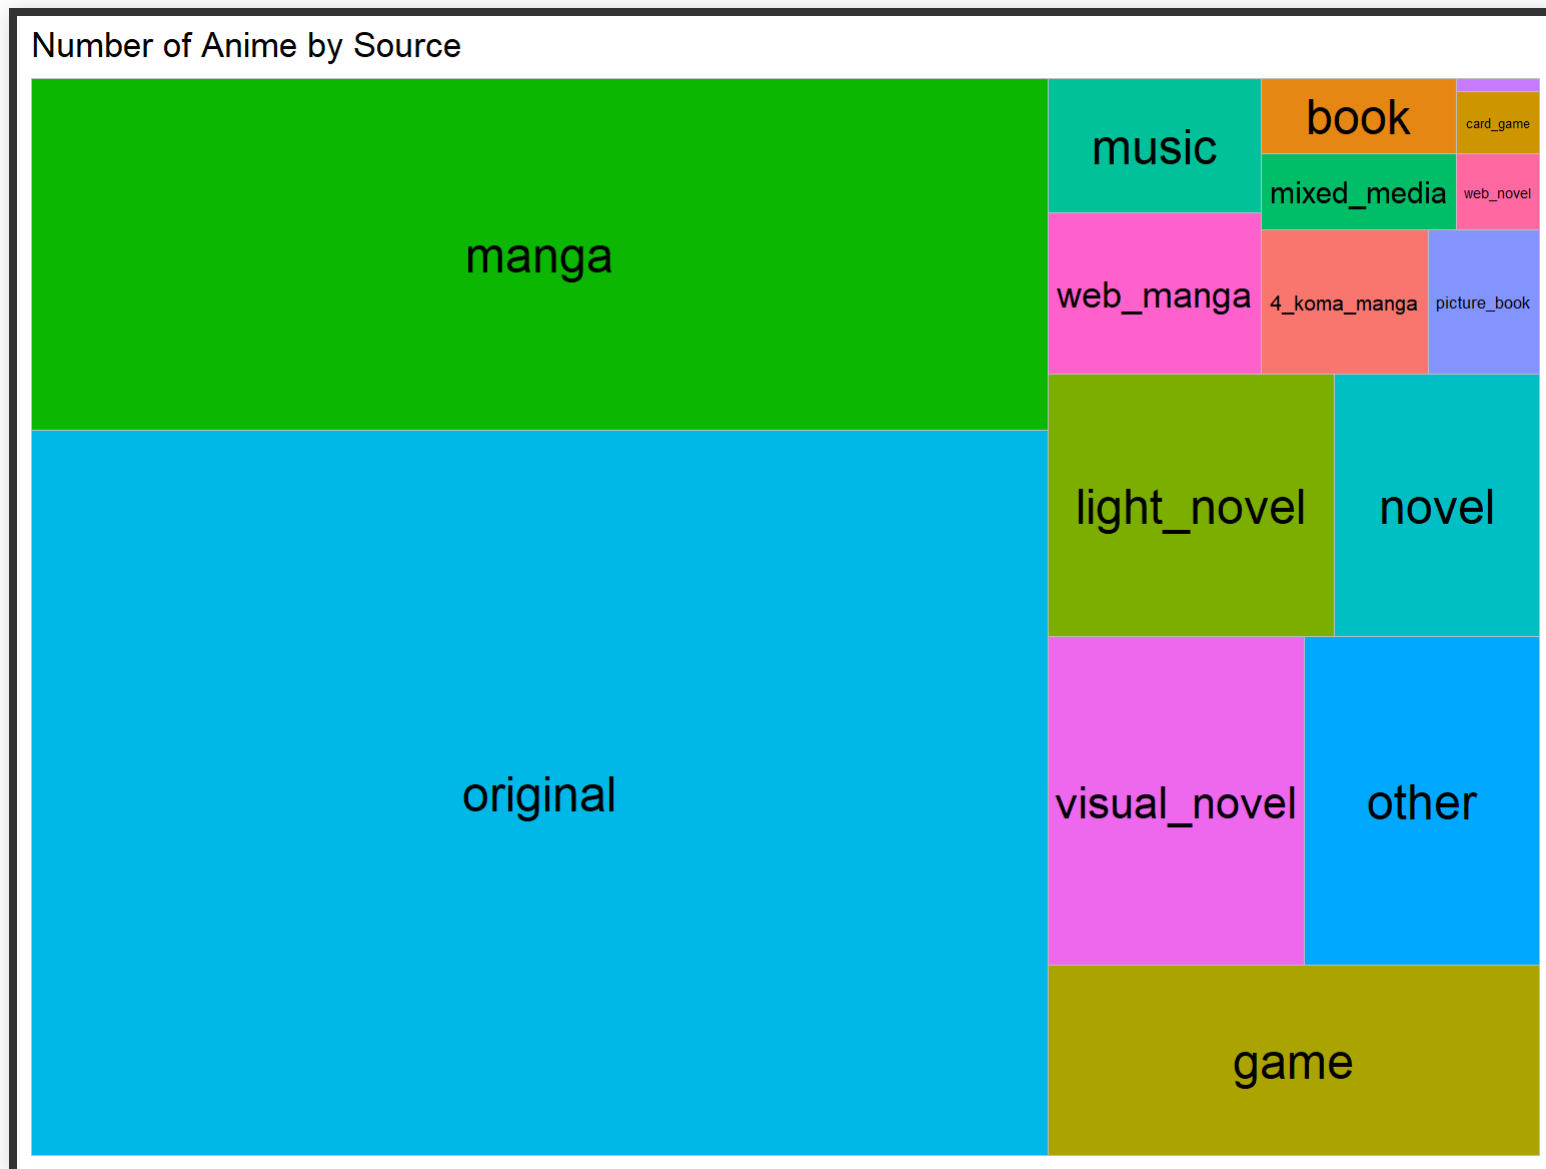 Number of Anime by Source
manga
music
book
card_game
mixed_media
web_novel
web_manga
4_koma_manga
picture_book
light_novel
novel
original
visual_novel
other
game